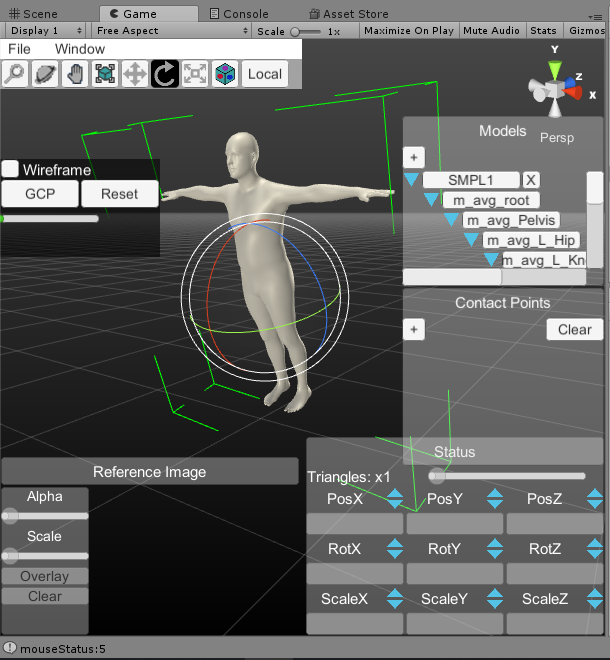 Scene Game Console Asset Store
Display 1 Free Aspect Scale 1x Maximize On Play Mute Audio Stats Gizmos
File Window
Local
Y
Z
X
Persp
Models
+
Wireframe
GCP Reset
SMPL1 X
m_avg_root
m_avg_Pelvis
m_avg_L_Hip
m_avg_L_Kn
Contact Points
+ Clear
Status
Reference Image
Triangles: x1
Alpha
PosX PosY PosZ
Scale
RotX RotY RotZ
Overlay
Clear
ScaleX ScaleY ScaleZ
mouseStatus:5